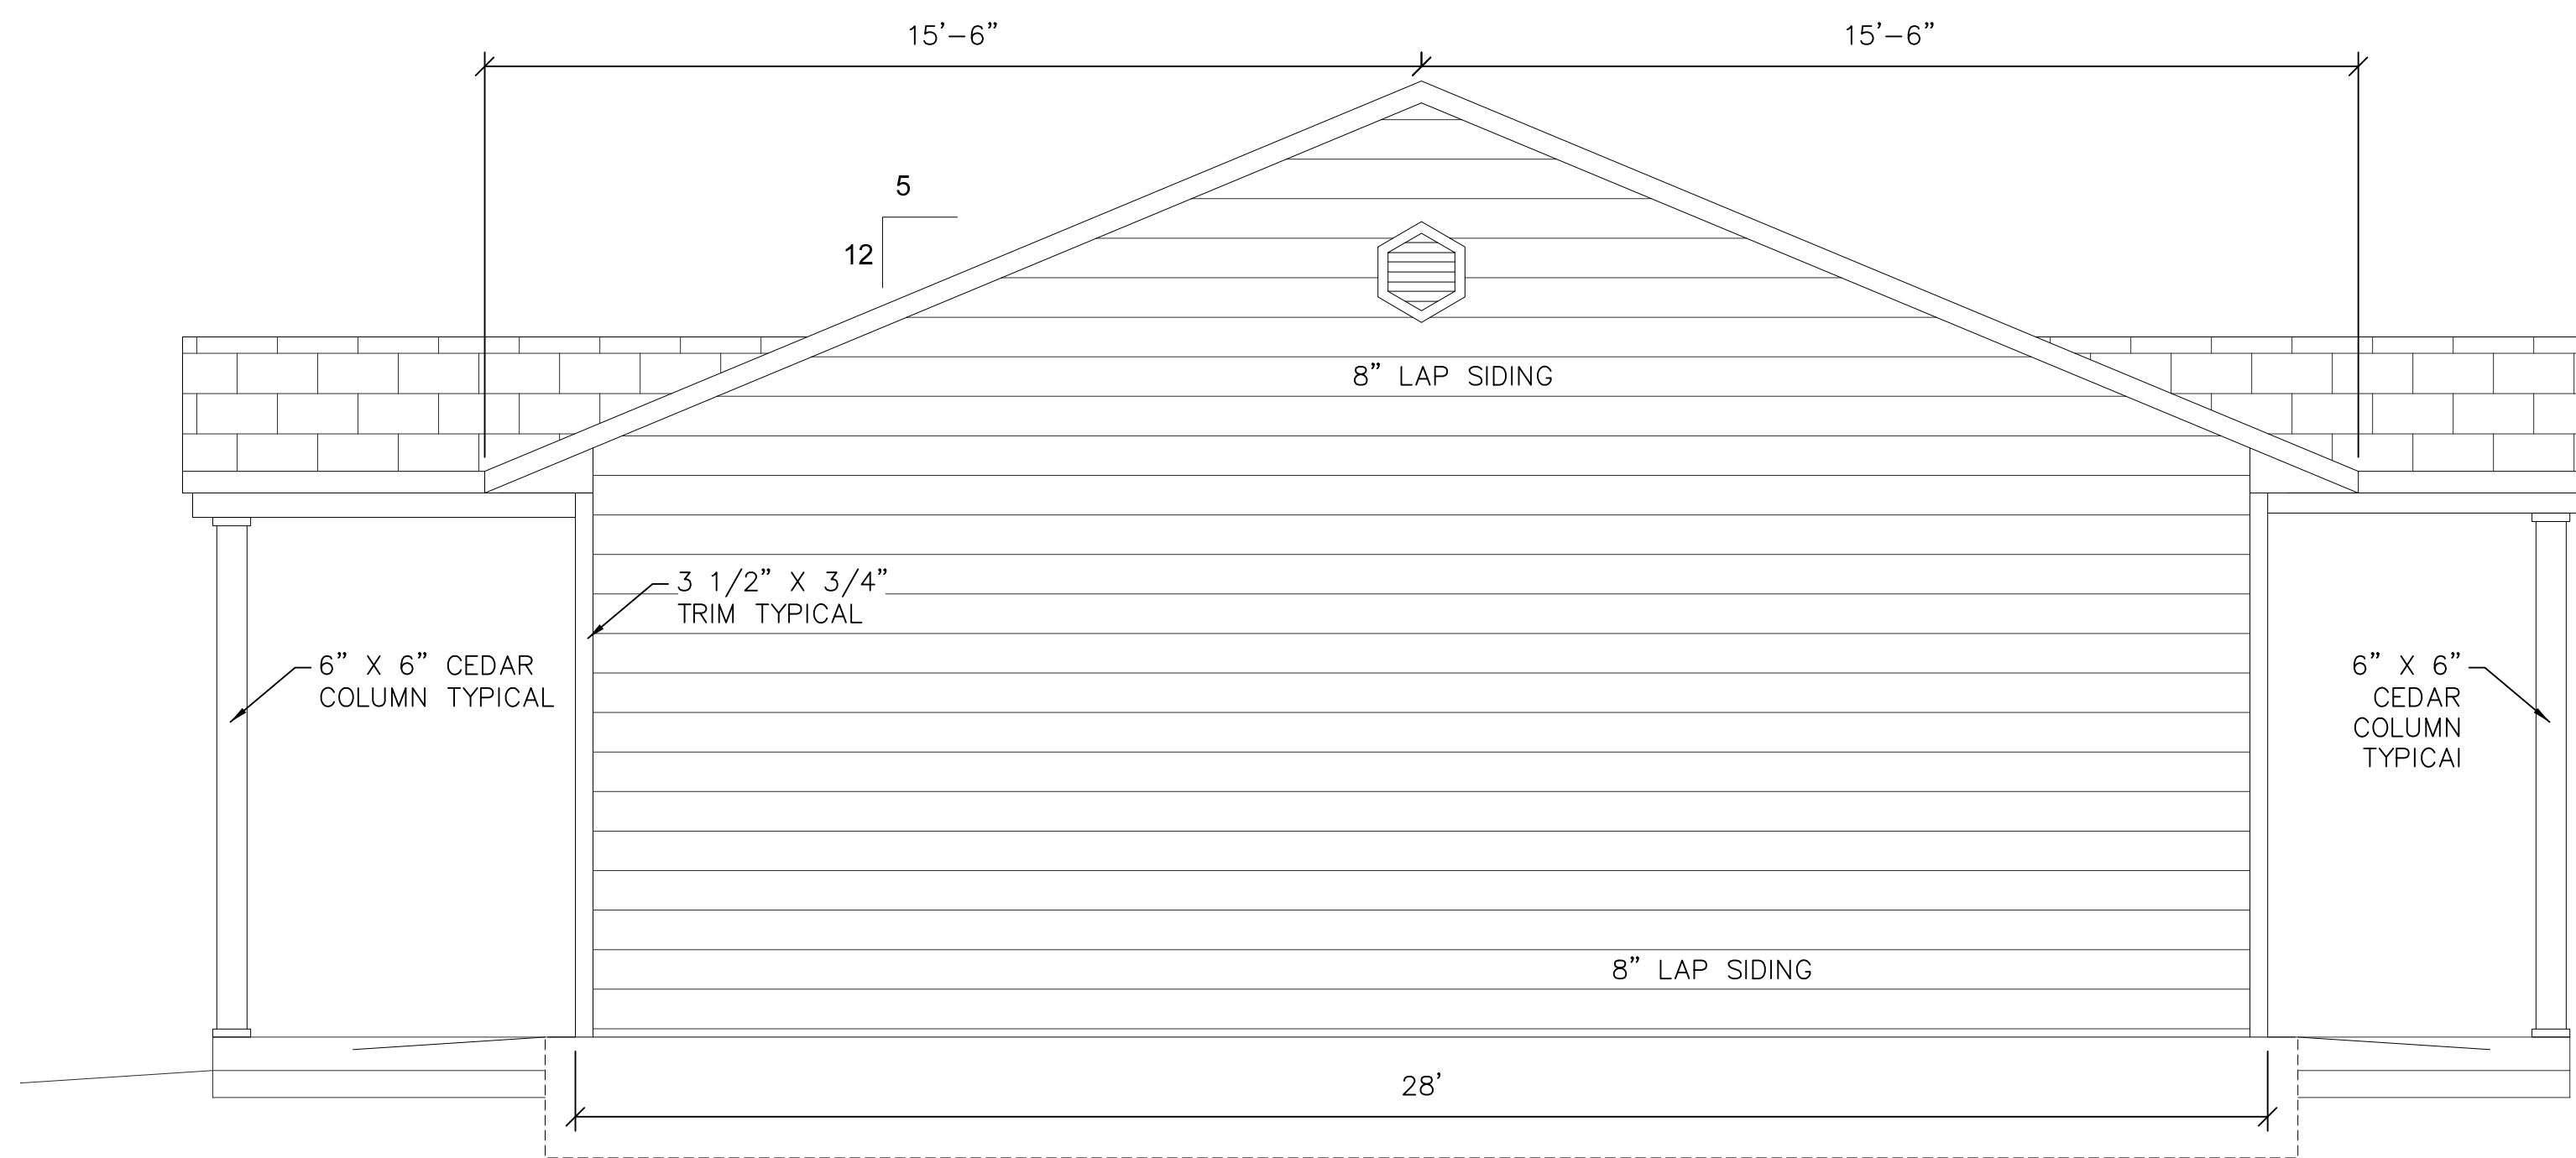 15'-6"
15'-6"
5
12
8" LAP SIDING
3 1/2" X 3/4"
TRIM TYPICAL
6" X 6" CEDAR
COLUMN TYPICAL
6" X 6"
CEDAR
COLUMN
TYPICAl
8" LAP SIDING
28'